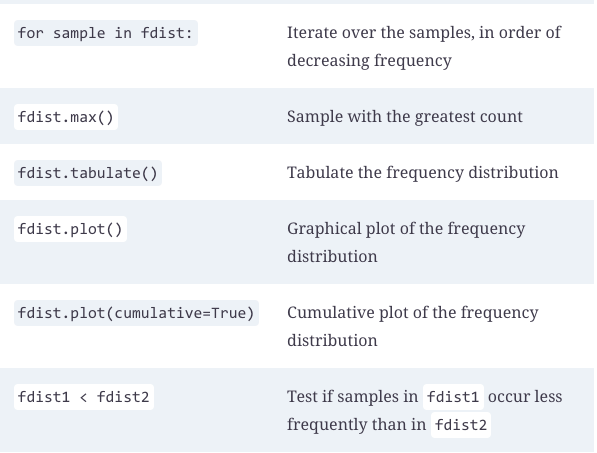 for sample in fdist: Iterate over the samples, in order of
decreasing frequency
fdist.max() Sample with the greatest count
fdist.tabulate() Tabulate the frequency distribution
fdist.plot() Graphical plot of the frequency
distribution
fdist.plot(cumulative=True) Cumulative plot of the frequency
distribution
fdist1 < fdist2 Test if samples in fdist1 occur less
frequently than in fdist2